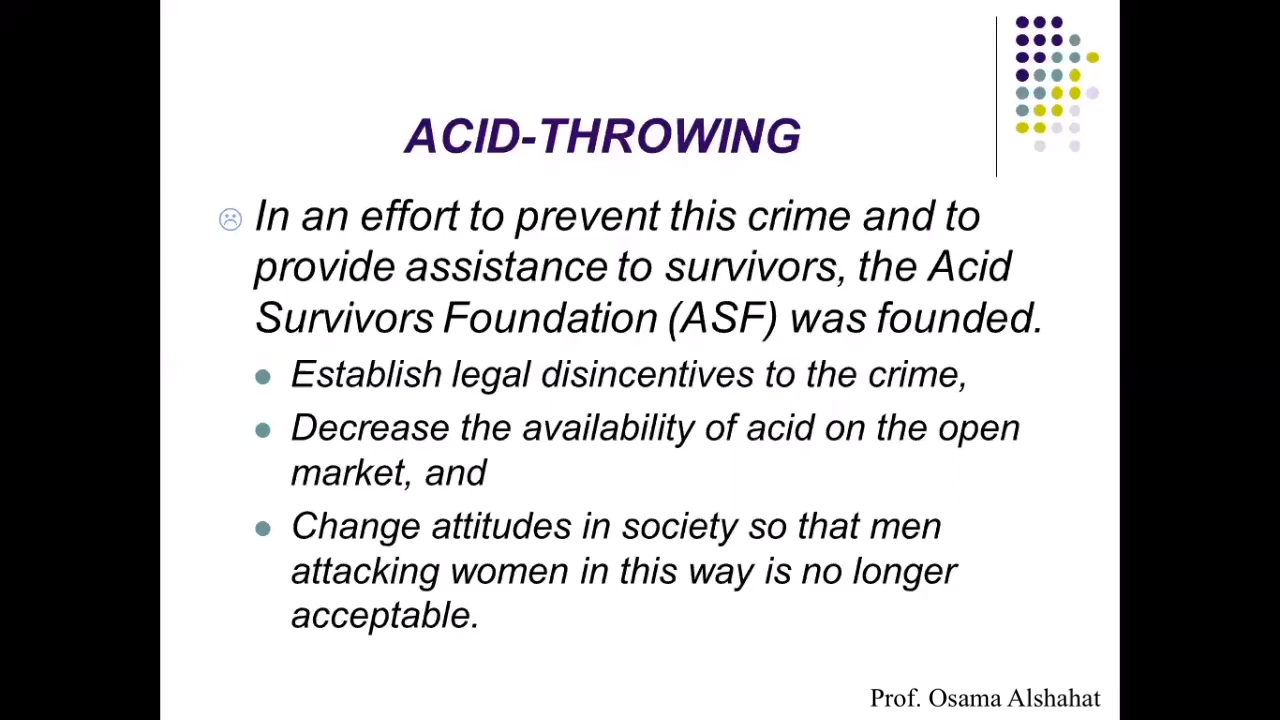 ACID-THROWING
In an effort to prevent this crime and to
provide assistance to survivors, the Acid
Survivors Foundation (ASF) was founded.
Establish legal disincentives to the crime,
Decrease the availability of acid on the open
market, and
Change attitudes in society so that men
attacking women in this way is no longer
acceptable.
Prof. Osama Alshahat